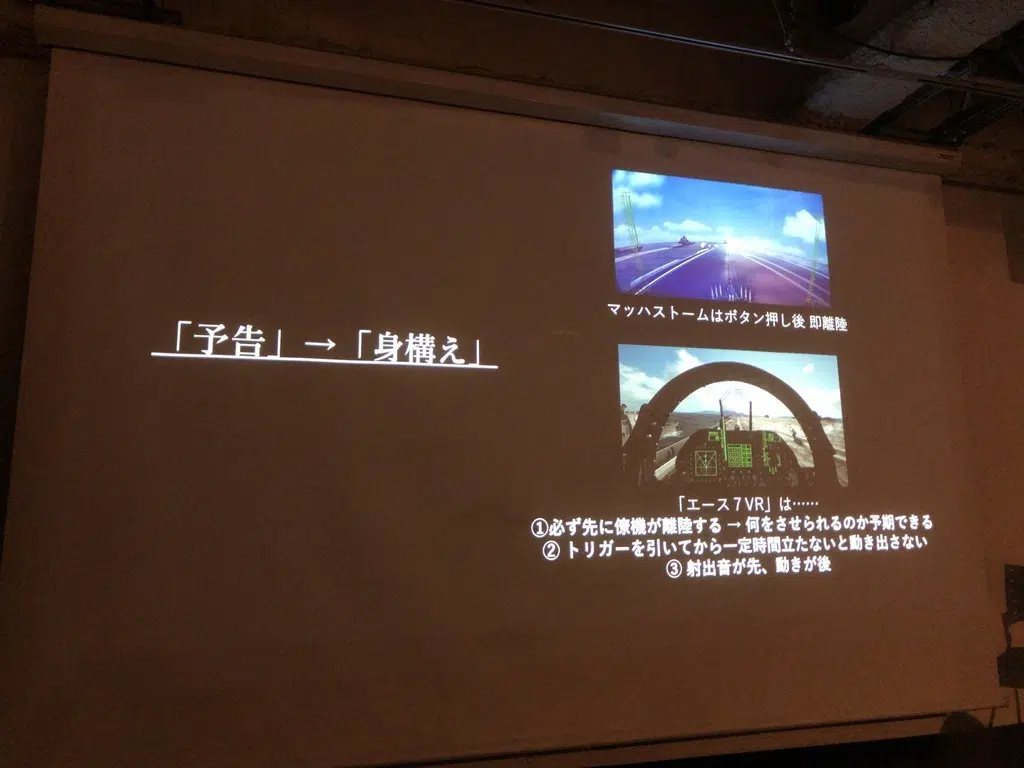 「予告」→「身構え」
マッハストームはボタン押し後 即離陸
「エース7VR」は……
①必ず先に僚機が離陸する → 何をさせられるのか予期できる
② トリガーを引いてから一定時間立たないと動き出さない
③ 射出音が先、動きが後